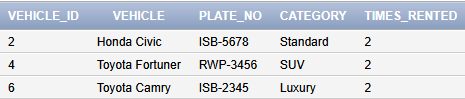 VEHICLE_ID VEHICLE PLATE_NO CATEGORY TIMES_RENTED
2 Honda Civic ISB-5678 Standard 2
4 Toyota Fortuner RWP-3456 SUV 2
6 Toyota Camry ISB-2345 Luxury 2